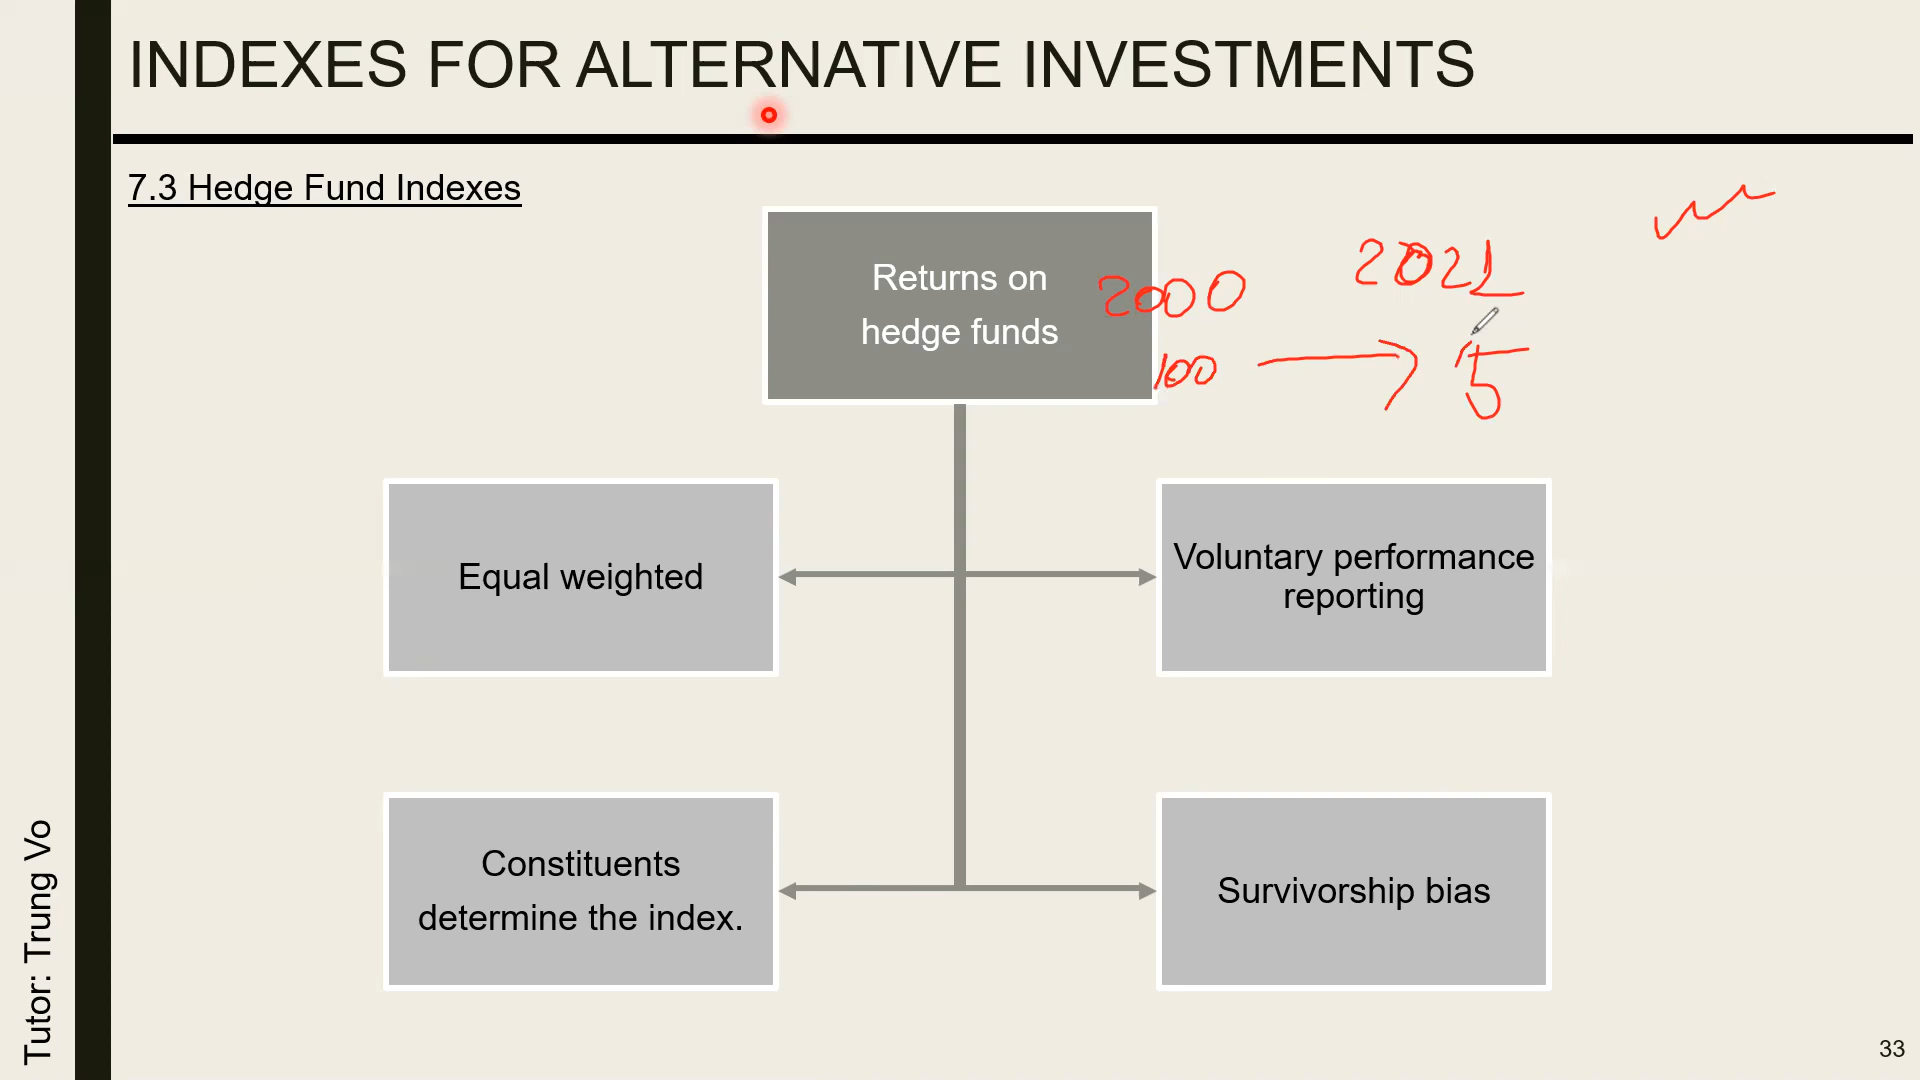 INDEXES FOR ALTERNATIVE INVESTMENTS
7.3 Hedge Fund Indexes
Returns on
hedge funds
2000
2021
100
5
Equal weighted
Voluntary performance
reporting
Constituents
determine the index.
Survivorship bias
Tutor: Trung Vo
33